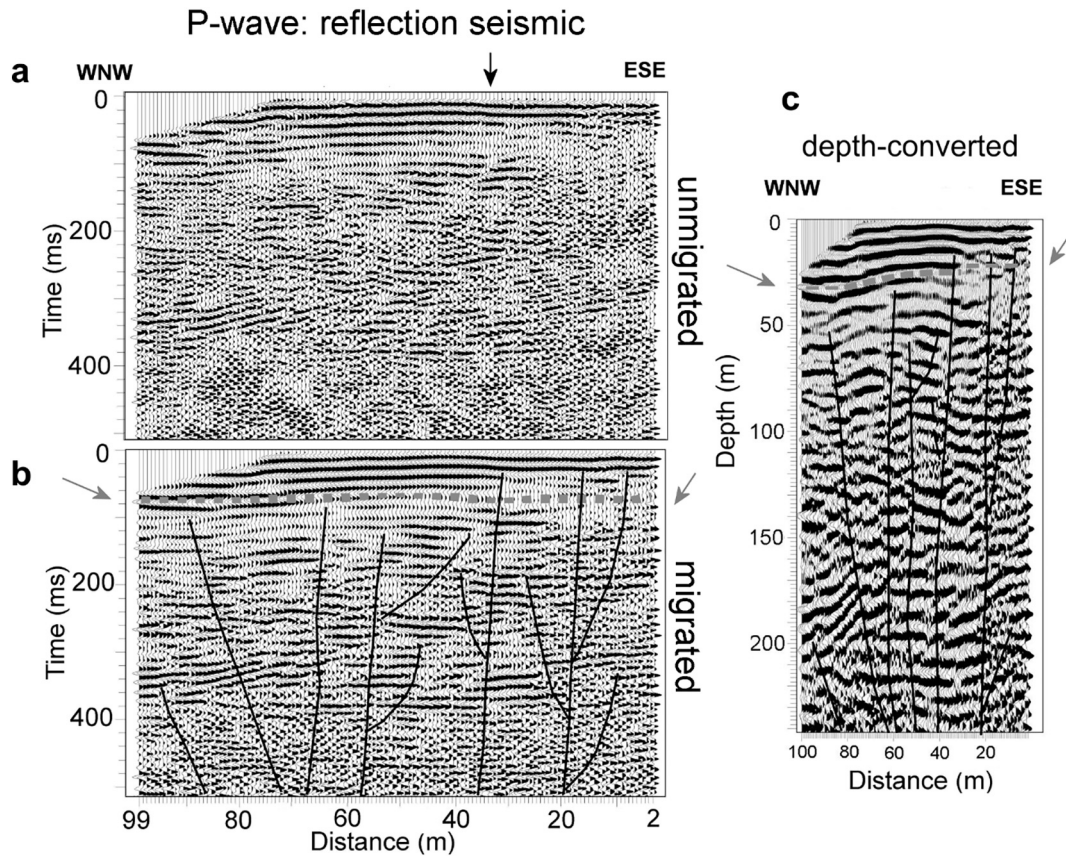 P-wave: reflection seismic
a
WNW
ESE
0
200
400
Time (ms)
unmigrated
b
0
200
400
Time (ms)
migrated
99
80
60
40
20
2
Distance (m)
c
depth-converted
WNW
ESE
0
50
100
150
200
Depth (m)
100
80
60
40
20
Distance (m)